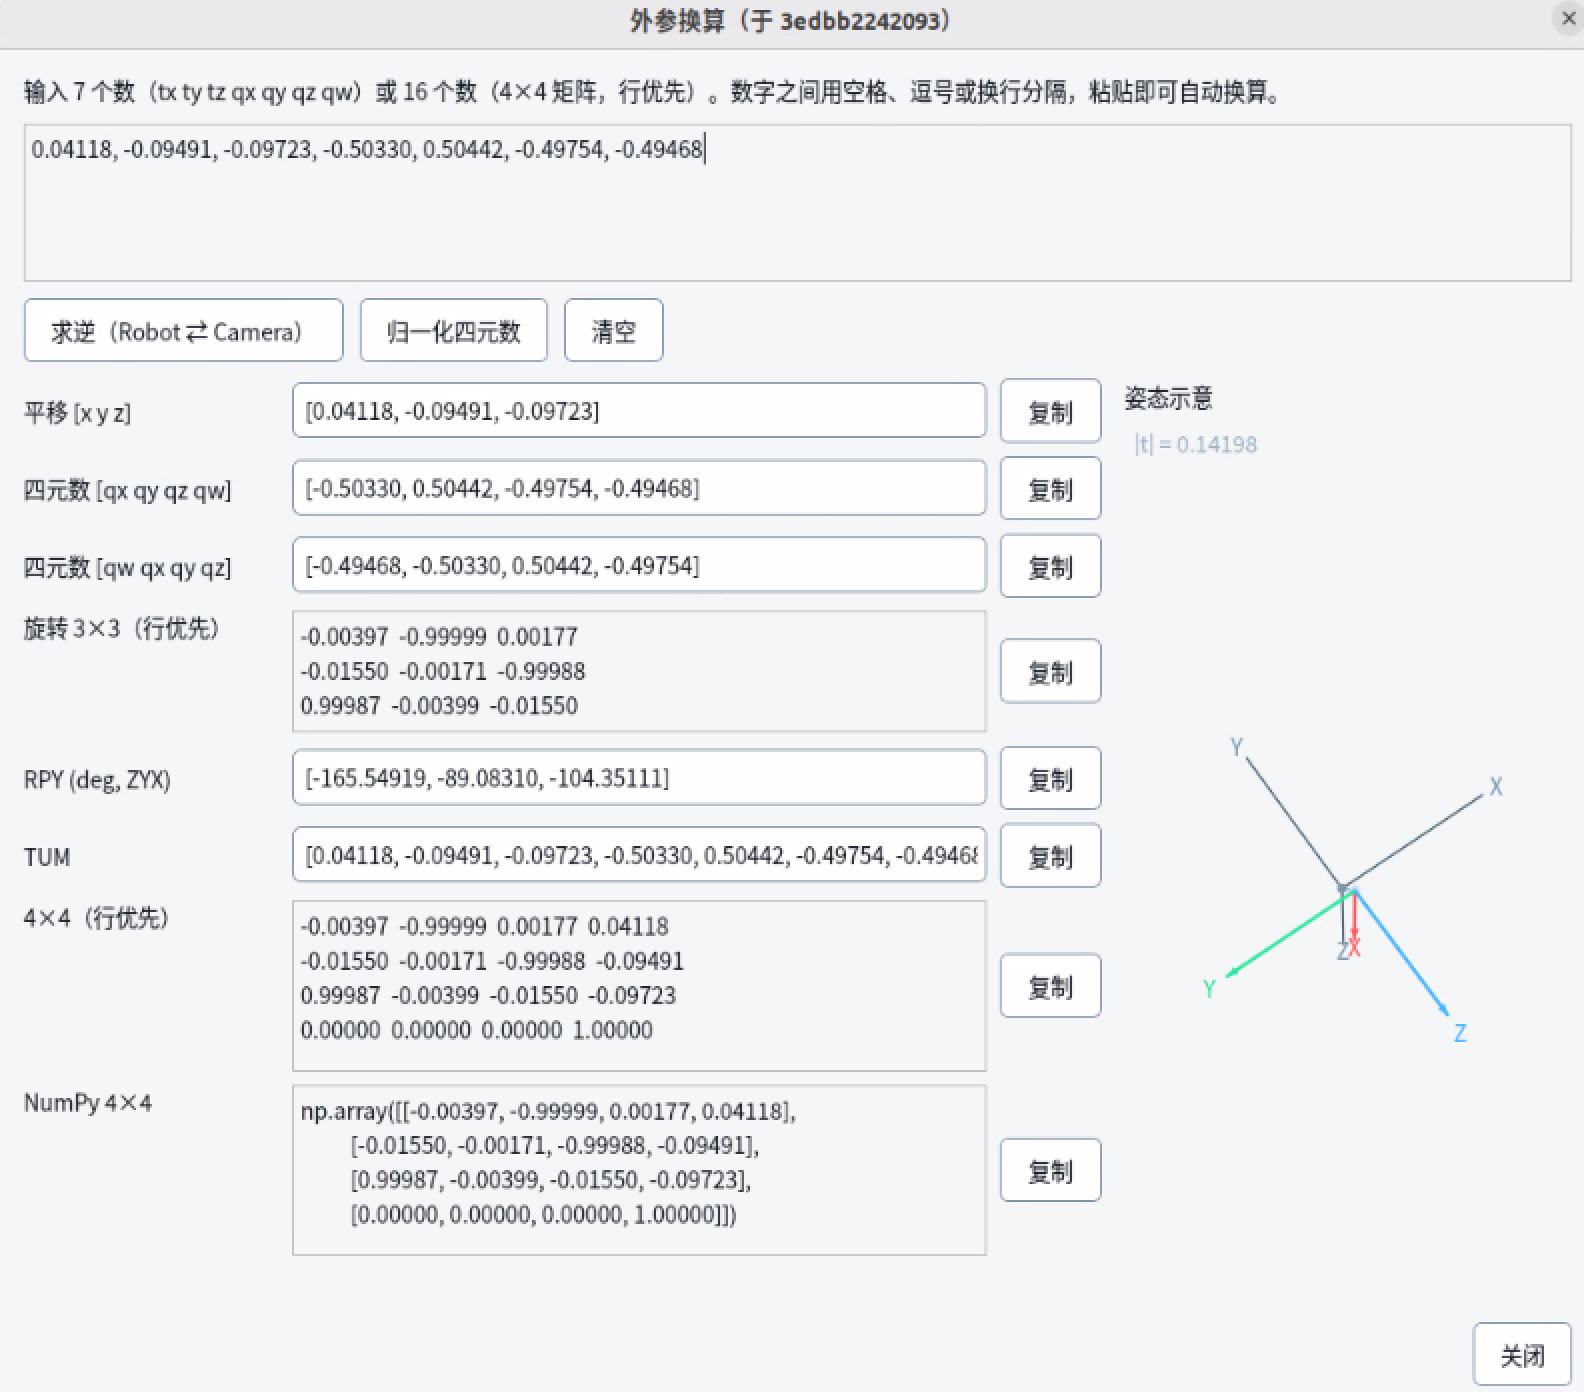 外参换算（于 3edbb2242093）
×
输入 7 个数（tx ty tz qx qy qz qw）或 16 个数（4×4 矩阵，行优先）。数字之间用空格、逗号或换行分隔，粘贴即可自动换算。
0.04118, -0.09491, -0.09723, -0.50330, 0.50442, -0.49754, -0.49468
求逆（Robot ⇄ Camera） 归一化四元数 清空
平移 [x y z] [0.04118, -0.09491, -0.09723] 复制
姿态示意
|t| = 0.14198
四元数 [qx qy qz qw] [-0.50330, 0.50442, -0.49754, -0.49468] 复制
四元数 [qw qx qy qz] [-0.49468, -0.50330, 0.50442, -0.49754] 复制
旋转 3×3（行优先）
-0.00397 -0.99999 0.00177
-0.01550 -0.00171 -0.99988
0.99987 -0.00399 -0.01550
复制
RPY (deg, ZYX) [-165.54919, -89.08310, -104.35111] 复制
TUM [0.04118, -0.09491, -0.09723, -0.50330, 0.50442, -0.49754, -0.49468 复制
4×4（行优先）
-0.00397 -0.99999 0.00177 0.04118
-0.01550 -0.00171 -0.99988 -0.09491
0.99987 -0.00399 -0.01550 -0.09723
0.00000 0.00000 0.00000 1.00000
复制
NumPy 4×4
np.array([[-0.00397, -0.99999, 0.00177, 0.04118],
[-0.01550, -0.00171, -0.99988, -0.09491],
[0.99987, -0.00399, -0.01550, -0.09723],
[0.00000, 0.00000, 0.00000, 1.00000]])
复制
Y
X
Z X
Y
Z
关闭